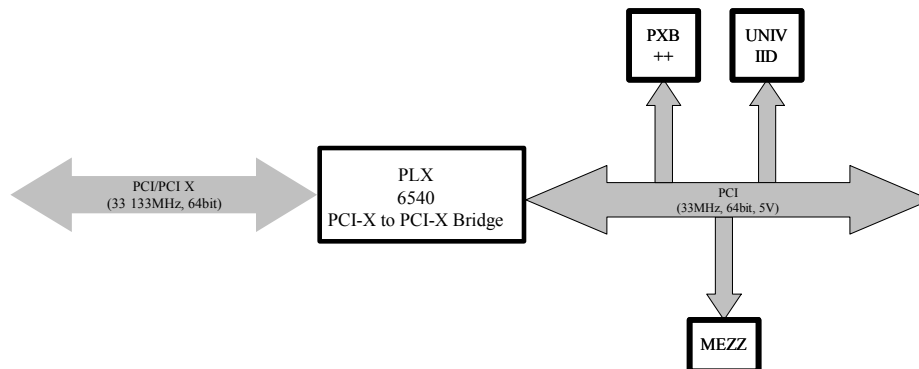 PXB
++
UNIV
IID
PCI/PCI X
(33 133MHz, 64bit)
PLX
6540
PCI-X to PCI-X Bridge
PCI
(33MHz, 64bit, 5V)
MEZZ